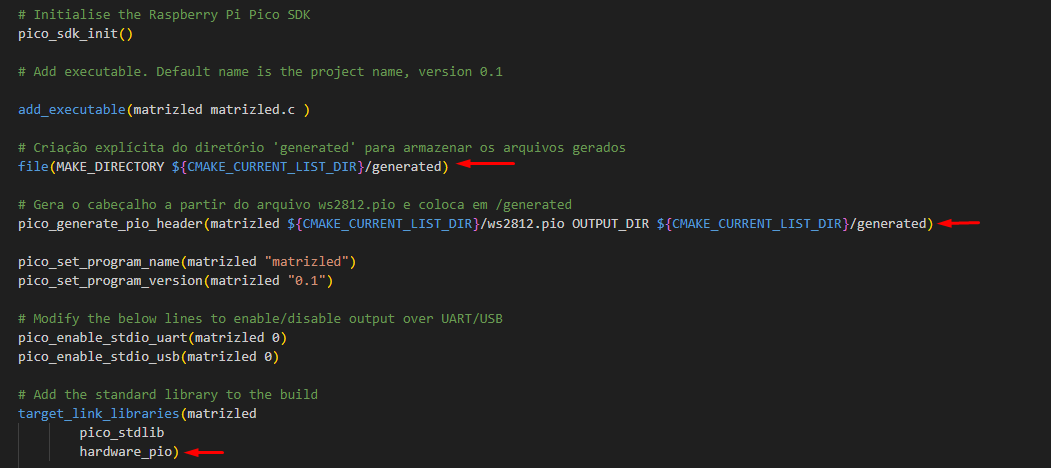 # Initialise the Raspberry Pi Pico SDK
pico_sdk_init()
# Add executable. Default name is the project name, version 0.1
add_executable(matrizled matrizled.c )
# Criação explícita do diretório 'generated' para armazenar os arquivos gerados
file(MAKE_DIRECTORY ${CMAKE_CURRENT_LIST_DIR}/generated)
# Gera o cabeçalho a partir do arquivo ws2812.pio e coloca em /generated
pico_generate_pio_header(matrizled ${CMAKE_CURRENT_LIST_DIR}/ws2812.pio OUTPUT_DIR ${CMAKE_CURRENT_LIST_DIR}/generated)
pico_set_program_name(matrizled "matrizled")
pico_set_program_version(matrizled "0.1")
# Modify the below lines to enable/disable output over UART/USB
pico_enable_stdio_uart(matrizled 0)
pico_enable_stdio_usb(matrizled 0)
# Add the standard library to the build
target_link_libraries(matrizled
        pico_stdlib
        hardware_pio)